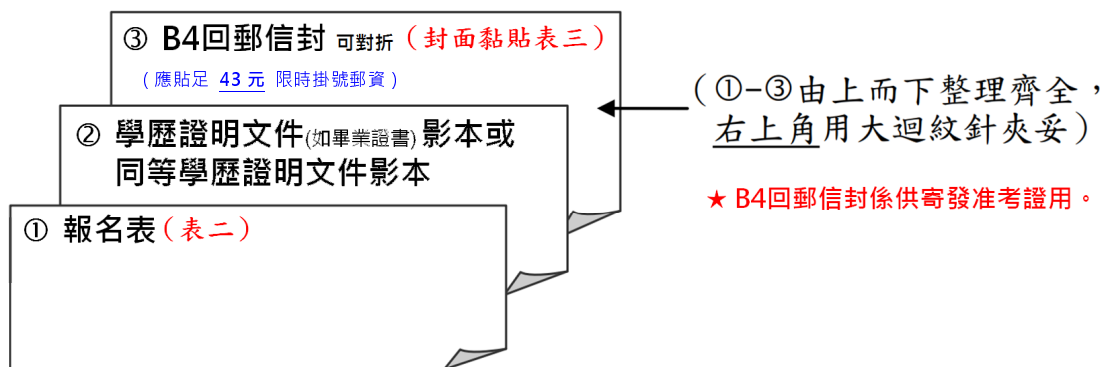 ③ B4回郵信封 可對折（封面黏貼表三）
（應貼足 43 元 限時掛號郵資）
② 學歷證明文件(如畢業證書)影本或
同等學歷證明文件影本
① 報名表（表二）
（①–③由上而下整理齊全，
右上角用大迴紋針夾妥）
★ B4回郵信封係供寄發准考證用。